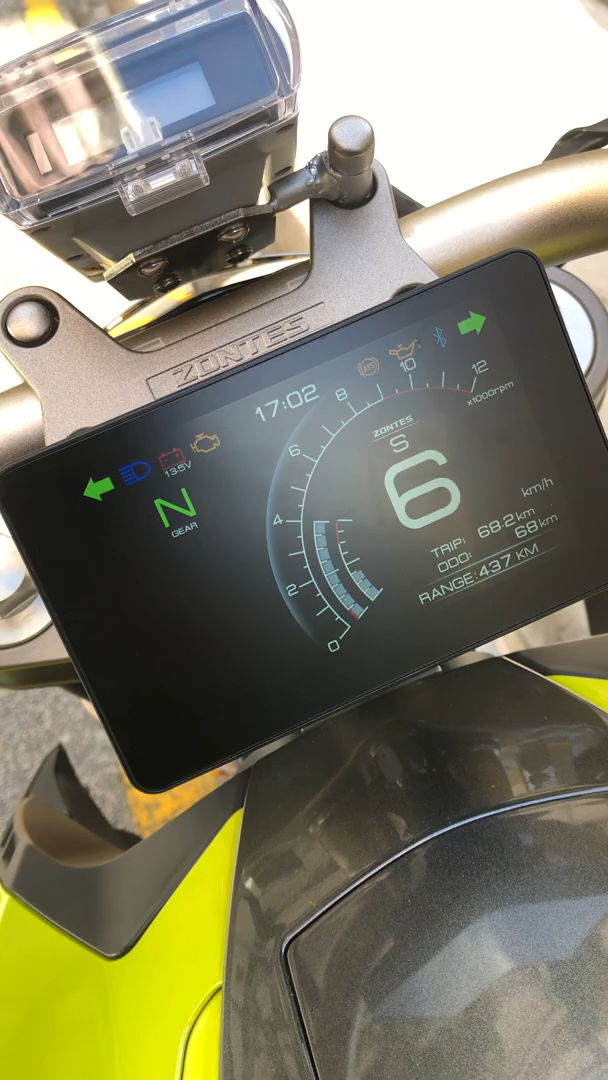 ZONTES
17:02
ABS
13.5V
N
GEAR
0
2
4
6
8
10
12
x1000rpm
ZONTES
S
6
km/h
TRIP: 68.2km
ODO: 68km
RANGE:437 KM